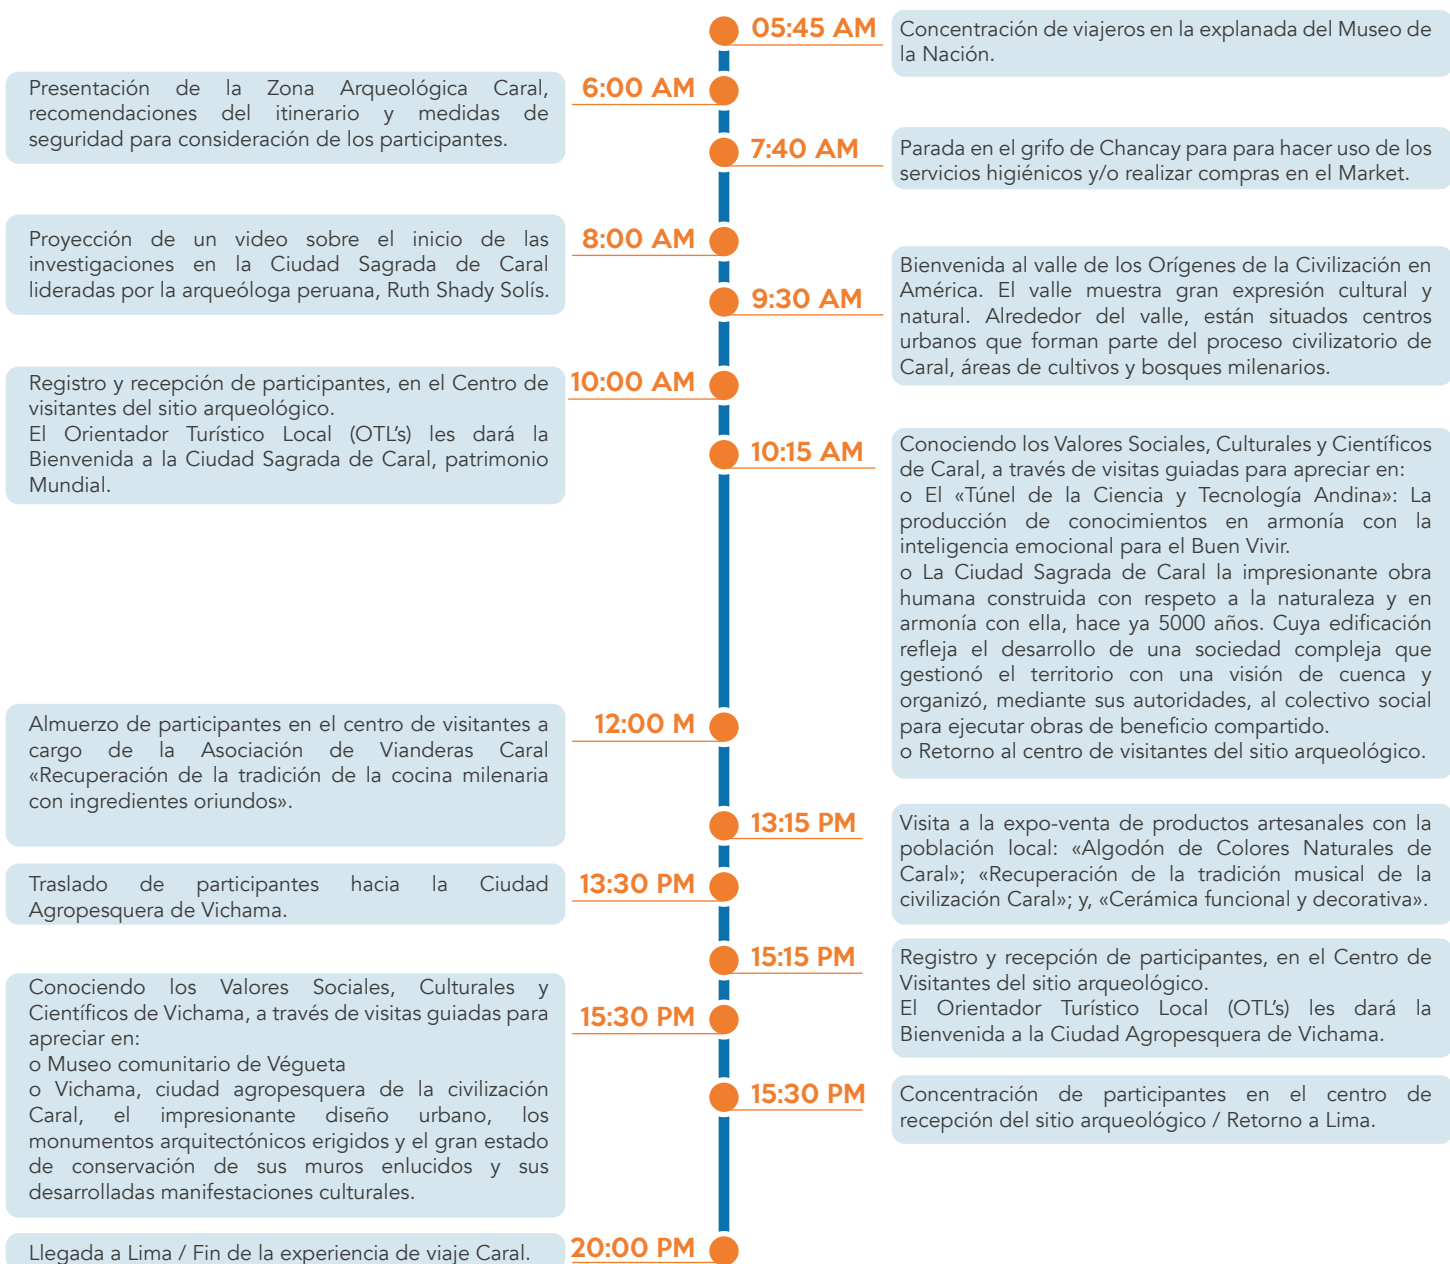 05:45 AM
Concentración de viajeros en la explanada del Museo de
la Nación.
6:00 AM
Presentación de la Zona Arqueológica Caral,
recomendaciones del itinerario y medidas de
seguridad para consideración de los participantes.
7:40 AM
Parada en el grifo de Chancay para para hacer uso de los
servicios higiénicos y/o realizar compras en el Market.
8:00 AM
Proyección de un video sobre el inicio de las
investigaciones en la Ciudad Sagrada de Caral
lideradas por la arqueóloga peruana, Ruth Shady Solís.
9:30 AM
Bienvenida al valle de los Orígenes de la Civilización en
América. El valle muestra gran expresión cultural y
natural. Alrededor del valle, están situados centros
urbanos que forman parte del proceso civilizatorio de
Caral, áreas de cultivos y bosques milenarios.
10:00 AM
Registro y recepción de participantes, en el Centro de
visitantes del sitio arqueológico.
El Orientador Turístico Local (OTL's) les dará la
Bienvenida a la Ciudad Sagrada de Caral, patrimonio
Mundial.
10:15 AM
Conociendo los Valores Sociales, Culturales y Científicos
de Caral, a través de visitas guiadas para apreciar en:
o El «Túnel de la Ciencia y Tecnología Andina»: La
producción de conocimientos en armonía con la
inteligencia emocional para el Buen Vivir.
o La Ciudad Sagrada de Caral la impresionante obra
humana construida con respeto a la naturaleza y en
armonía con ella, hace ya 5000 años. Cuya edificación
refleja el desarrollo de una sociedad compleja que
gestionó el territorio con una visión de cuenca y
organizó, mediante sus autoridades, al colectivo social
para ejecutar obras de beneficio compartido.
o Retorno al centro de visitantes del sitio arqueológico.
12:00 M
Almuerzo de participantes en el centro de visitantes a
cargo de la Asociación de Vianderas Caral
«Recuperación de la tradición de la cocina milenaria
con ingredientes oriundos».
13:15 PM
Visita a la expo-venta de productos artesanales con la
población local: «Algodón de Colores Naturales de
Caral»; «Recuperación de la tradición musical de la
civilización Caral»; y, «Cerámica funcional y decorativa».
13:30 PM
Traslado de participantes hacia la Ciudad
Agropesquera de Vichama.
15:15 PM
Registro y recepción de participantes, en el Centro de
Visitantes del sitio arqueológico.
El Orientador Turístico Local (OTL's) les dará la
Bienvenida a la Ciudad Agropesquera de Vichama.
15:30 PM
Conociendo los Valores Sociales, Culturales y
Científicos de Vichama, a través de visitas guiadas para
apreciar en:
o Museo comunitario de Végueta
o Vichama, ciudad agropesquera de la civilización
Caral, el impresionante diseño urbano, los
monumentos arquitectónicos erigidos y el gran estado
de conservación de sus muros enlucidos y sus
desarrolladas manifestaciones culturales.
15:30 PM
Concentración de participantes en el centro de
recepción del sitio arqueológico / Retorno a Lima.
20:00 PM
Llegada a Lima / Fin de la experiencia de viaje Caral.